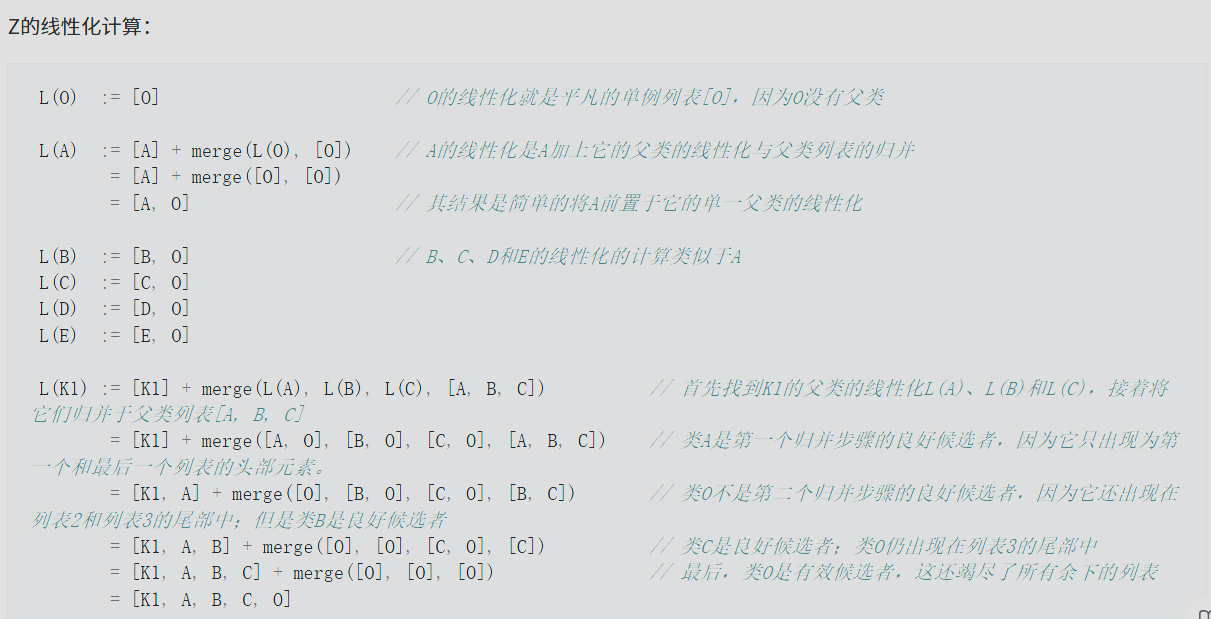 Z的线性化计算：
L(O) := [O] // O的线性化就是平凡的单例列表[O]，因为O没有父类
L(A) := [A] + merge(L(O), [O]) // A的线性化是A加上它的父类的线性化与父类列表的归并
= [A] + merge([O], [O])
= [A, O] // 其结果是简单的将A前置于它的单一父类的线性化
L(B) := [B, O] // B、C、D和E的线性化的计算类似于A
L(C) := [C, O]
L(D) := [D, O]
L(E) := [E, O]
L(K1) := [K1] + merge(L(A), L(B), L(C), [A, B, C]) // 首先找到K1的父类的线性化L(A)、L(B)和L(C)，接着将
它们归并于父类列表[A, B, C]
= [K1] + merge([A, O], [B, O], [C, O], [A, B, C]) // 类A是第一个归并步骤的良好候选者，因为它只出现为第
一个和最后一个列表的头部元素。
= [K1, A] + merge([O], [B, O], [C, O], [B, C]) // 类O不是第二个归并步骤的良好候选者，因为它还出现在
列表2和列表3的尾部中；但是类B是良好候选者
= [K1, A, B] + merge([O], [O], [C, O], [C]) // 类C是良好候选者；类O仍出现在列表3的尾部中
= [K1, A, B, C] + merge([O], [O], [O]) // 最后，类O是有效候选者，这还竭尽了所有余下的列表
= [K1, A, B, C, O]